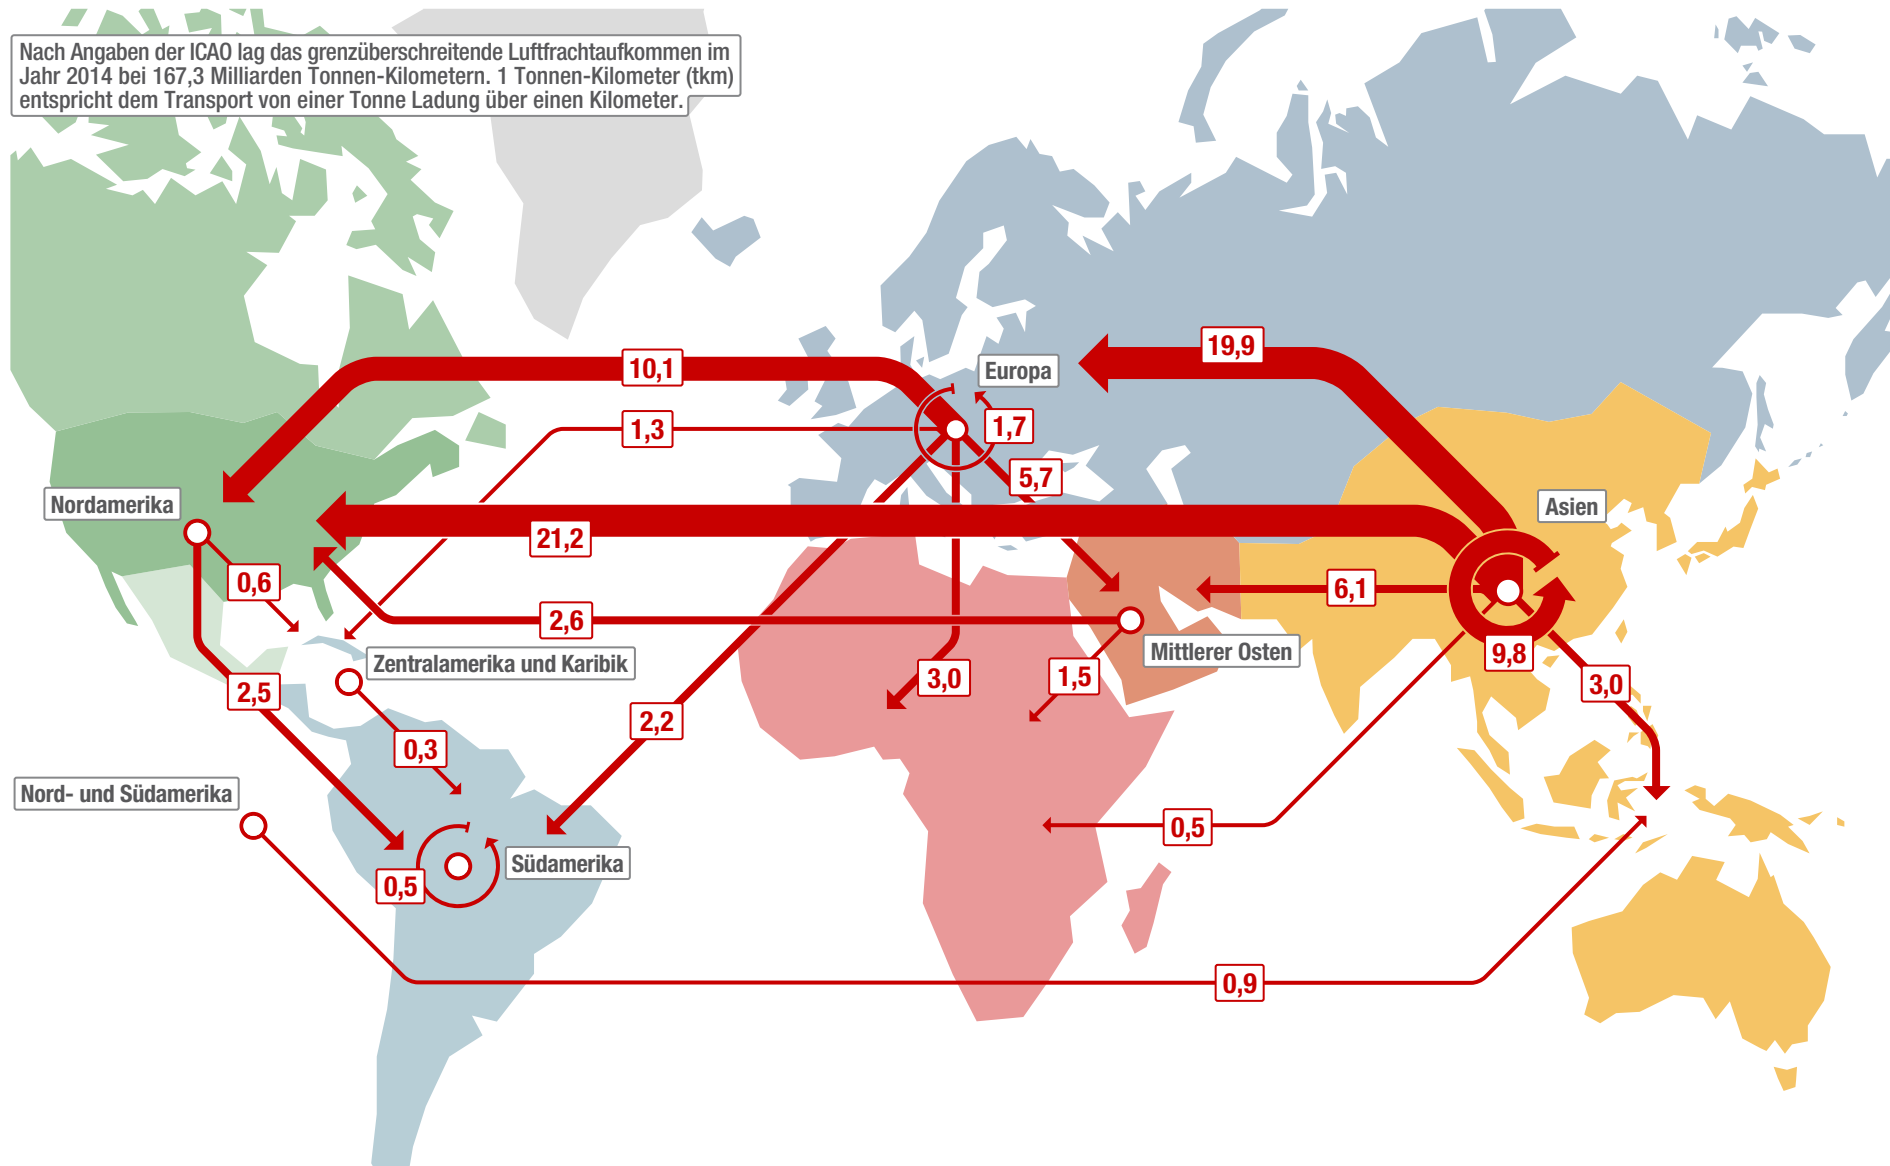 Nach Angaben der ICAO lag das grenzüberschreitende Luftfrachtaufkommen im
Jahr 2014 bei 167,3 Milliarden Tonnen-Kilometern. 1 Tonnen-Kilometer (tkm)
entspricht dem Transport von einer Tonne Ladung über einen Kilometer.
19,9
10,1
Europa
1,3
1,7
5,7
Nordamerika
Asien
21,2
0,6
6,1
2,6
Mittlerer Osten
9,8
Zentralamerika und Karibik
3,0
1,5
3,0
2,5
2,2
0,3
Nord- und Südamerika
0,5
Südamerika
0,5
0,9